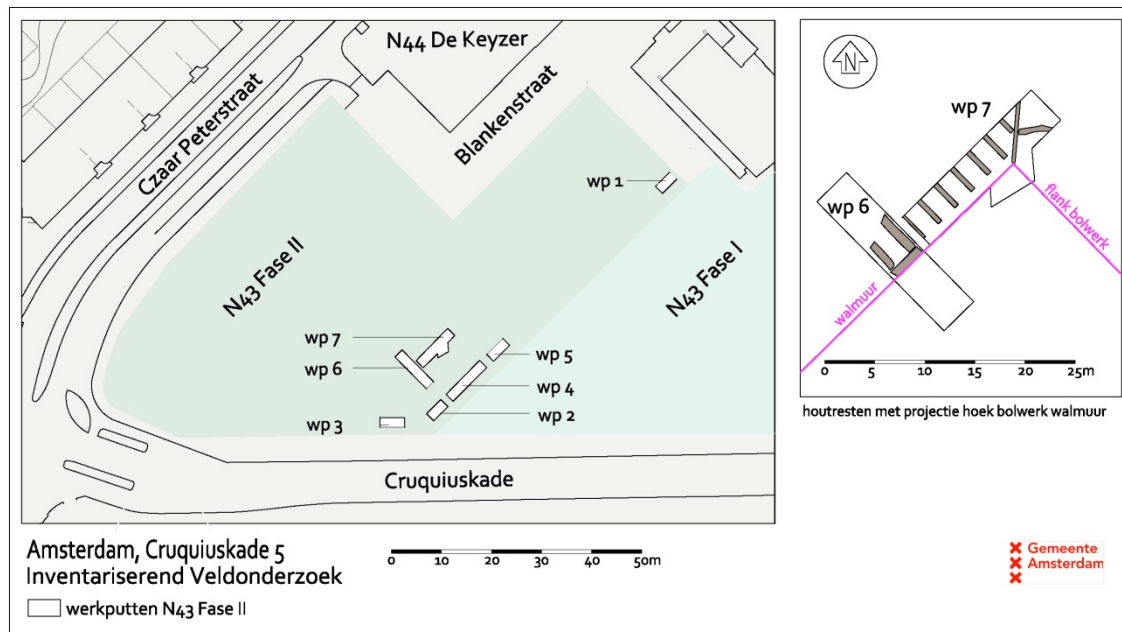 N44 De Keyzer
Czaar Peterstraat
Blankenstraat
wp 1
N43 Fase II
N43 Fase I
wp 7
wp 6
wp 5
wp 4
wp 2
wp 3
Cruquiuskade
N
wp 7
wp 6
flank bolwerk
walmuur
0 5 10 15 20 25m
houtresten met projectie hoek bolwerk walmuur
Amsterdam, Cruquiuskade 5
Inventariserend Veldonderzoek
0 10 20 30 40 50m
werkputten N43 Fase II
Gemeente
Amsterdam